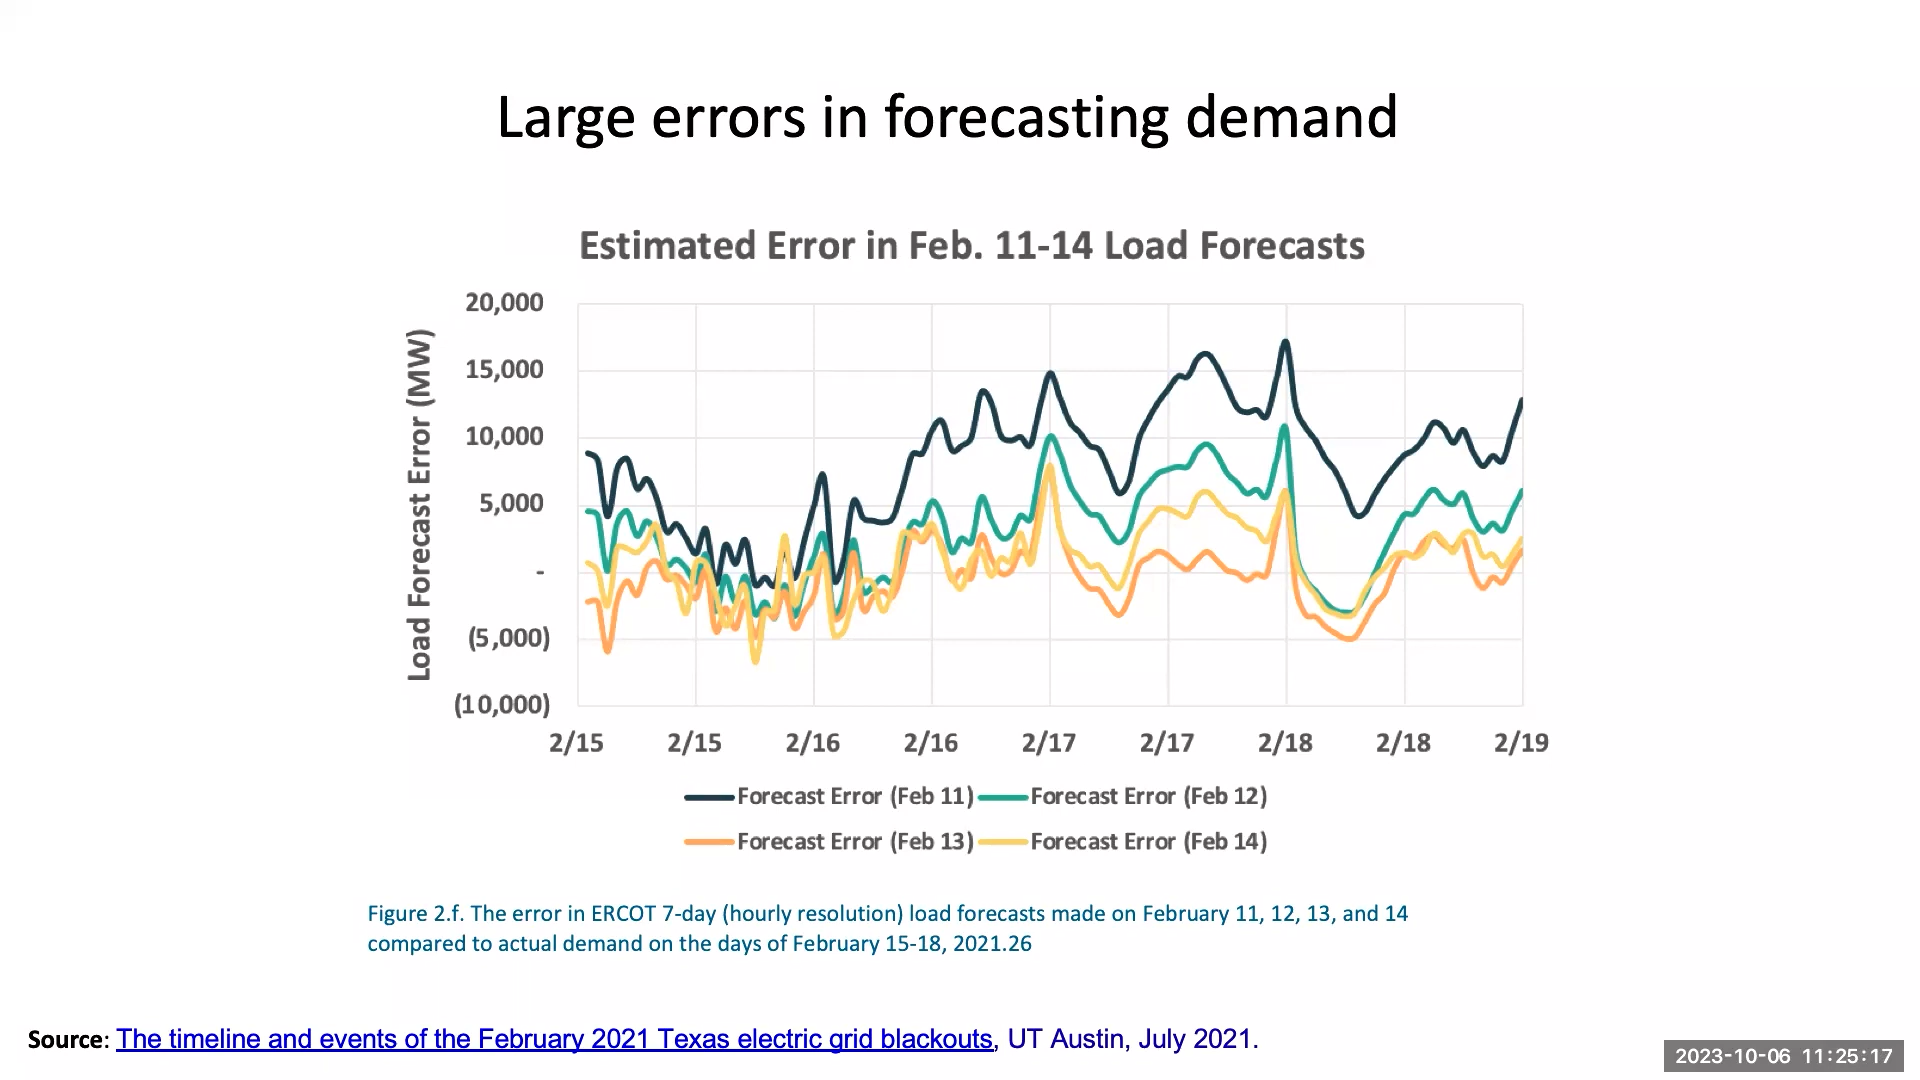 Large errors in forecasting demand
Estimated Error in Feb. 11-14 Load Forecasts
Load Forecast Error (MW)
20,000
15,000
10,000
5,000
-
(5,000)
(10,000)
2/15 2/15 2/16 2/16 2/17 2/17 2/18 2/18 2/19
Forecast Error (Feb 11) Forecast Error (Feb 12)
Forecast Error (Feb 13) Forecast Error (Feb 14)
Figure 2.f. The error in ERCOT 7-day (hourly resolution) load forecasts made on February 11, 12, 13, and 14
compared to actual demand on the days of February 15-18, 2021.26
Source: The timeline and events of the February 2021 Texas electric grid blackouts, UT Austin, July 2021.
2023-10-06 11:25:17